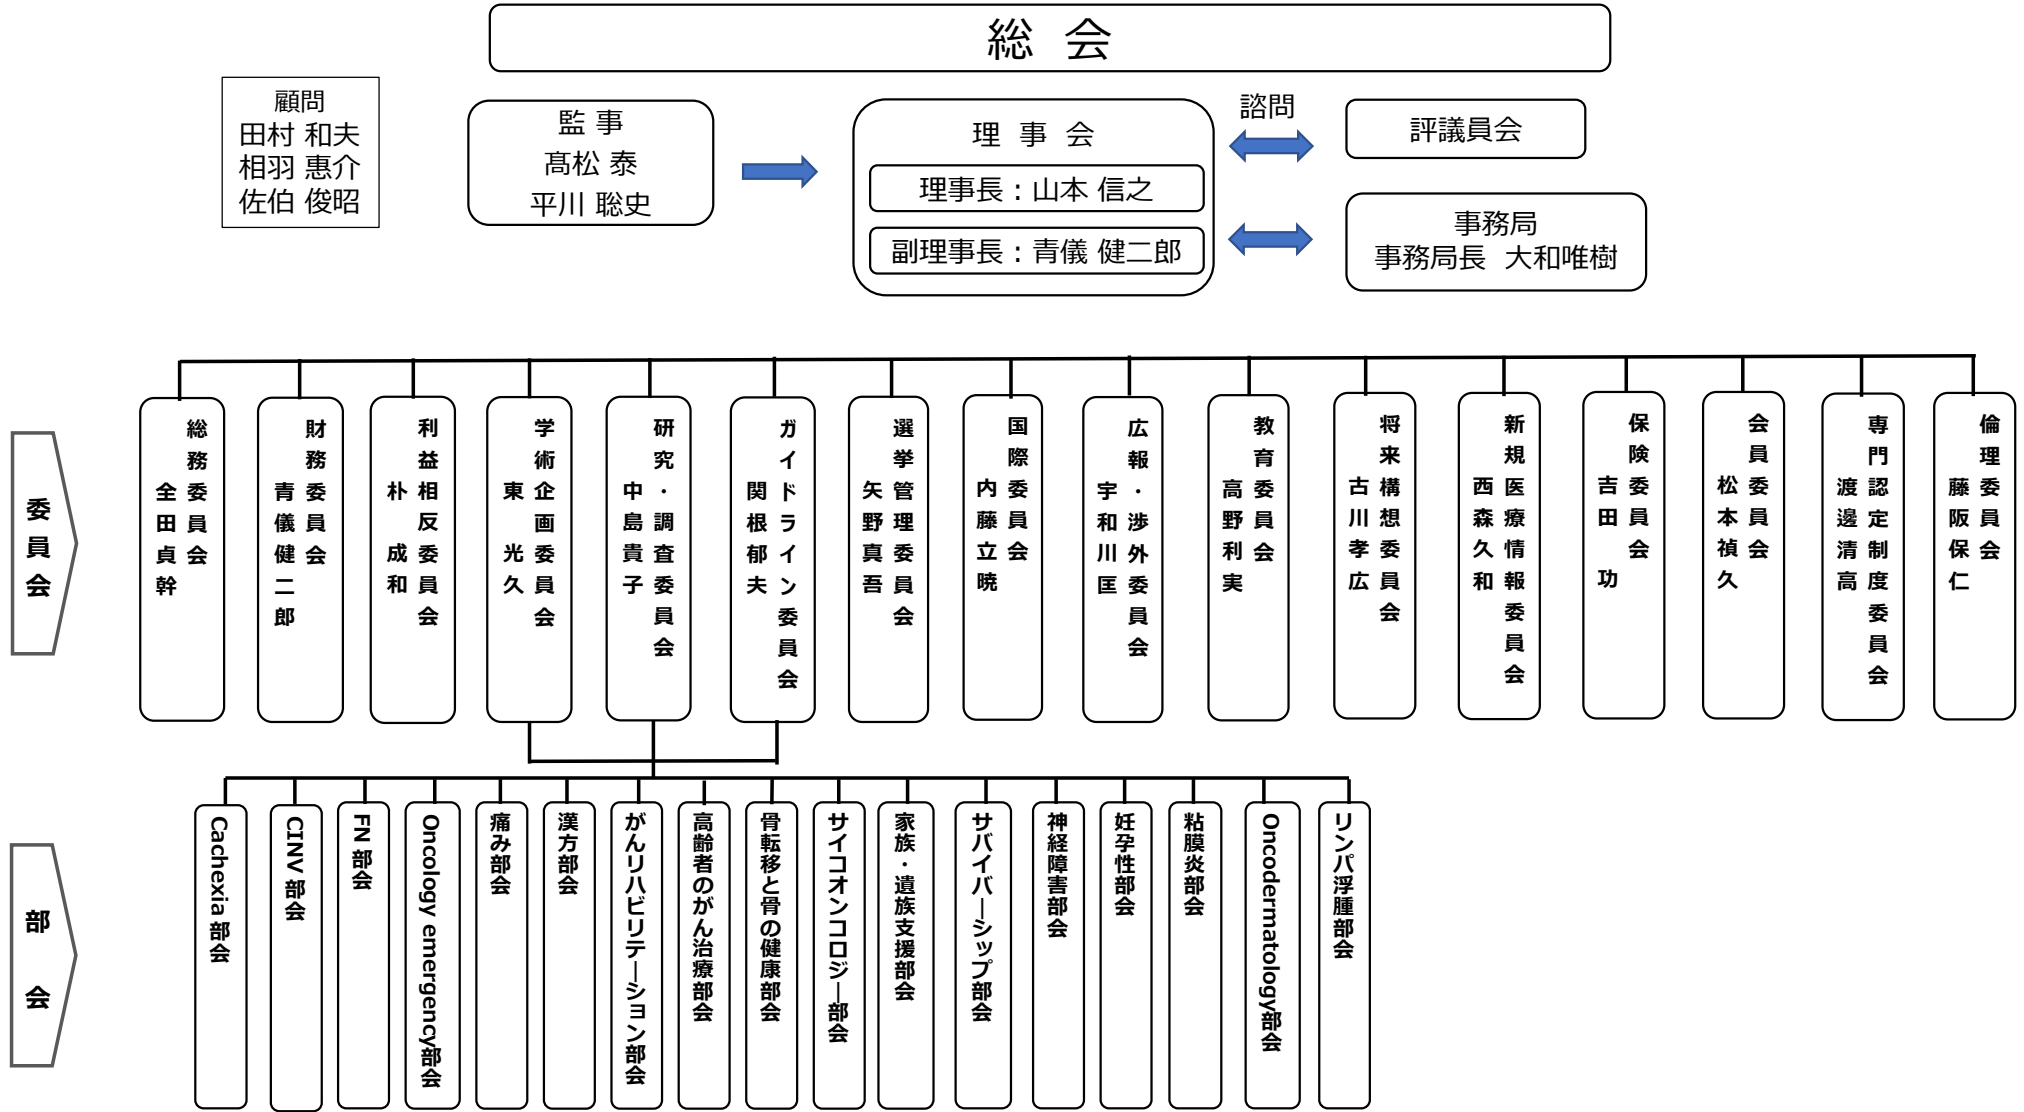 総 会
顧問
田村 和夫
相羽 惠介
佐伯 俊昭
監 事
髙松 泰
平川 聡史
理 事 会
理事長:山本 信之
副理事長:青儀 健二郎
諮問
評議員会
事務局
事務局長 大和唯樹
委員会
総務委員会
全田貞幹
財務委員会
青儀健二郎
利益相反委員会
朴 成和
学術企画委員会
東 光久
研究・調査委員会
中島貴子
ガイドライン委員会
関根郁夫
選挙管理委員会
矢野真吾
国際委員会
内藤立暁
広報・渉外委員会
宇和川匡
教育委員会
高野利実
将来構想委員会
古川孝広
新規医療情報委員会
西森久和
保険委員会
吉田 功
会員委員会
松本禎久
専門認定制度委員会
渡邊清高
倫理委員会
藤阪保仁
部 会
Cachexia 部会
CINV 部会
FN 部会
Oncology emergency部会
痛み部会
漢方部会
がんリハビリテーション部会
高齢者のがん治療部会
骨転移と骨の健康部会
サイコオンコロジー部会
家族・遺族支援部会
サバイバーシップ部会
神経障害部会
妊孕性部会
粘膜炎部会
Oncodermatology部会
リンパ浮腫部会